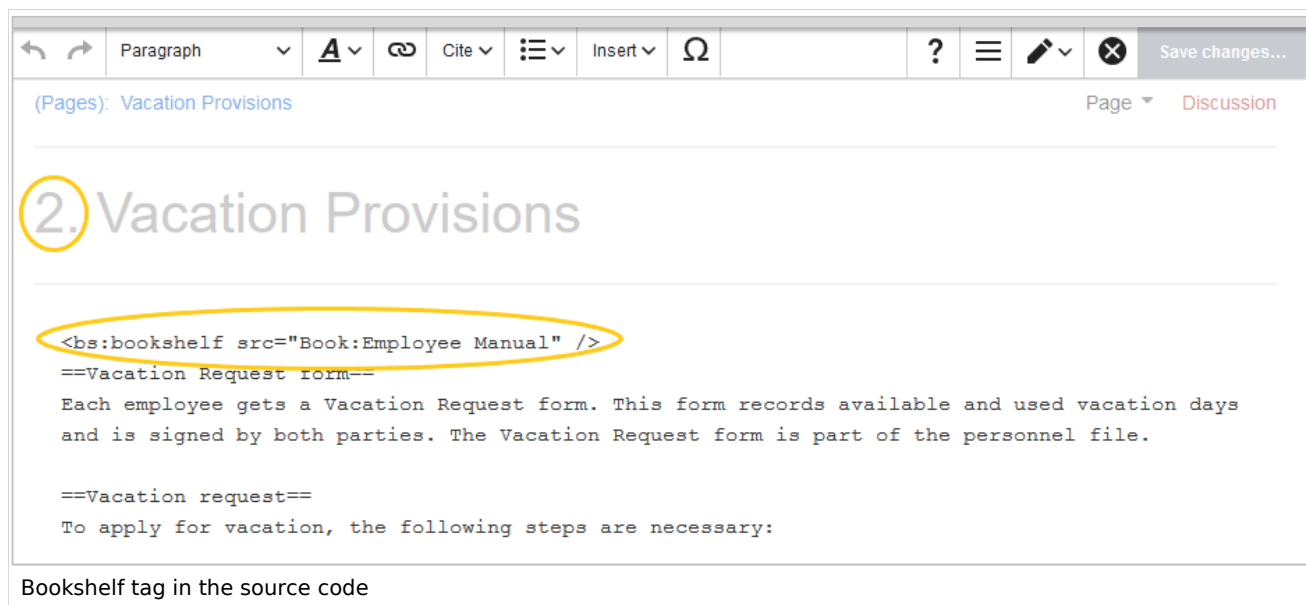 Paragraph A Cite Insert Ω ? Save changes...
(Pages): Vacation Provisions Page Discussion
2. Vacation Provisions
<bs:bookshelf src="Book:Employee Manual" />
==Vacation Request form==
Each employee gets a Vacation Request form. This form records available and used vacation days
and is signed by both parties. The Vacation Request form is part of the personnel file.
==Vacation request==
To apply for vacation, the following steps are necessary:
Bookshelf tag in the source code